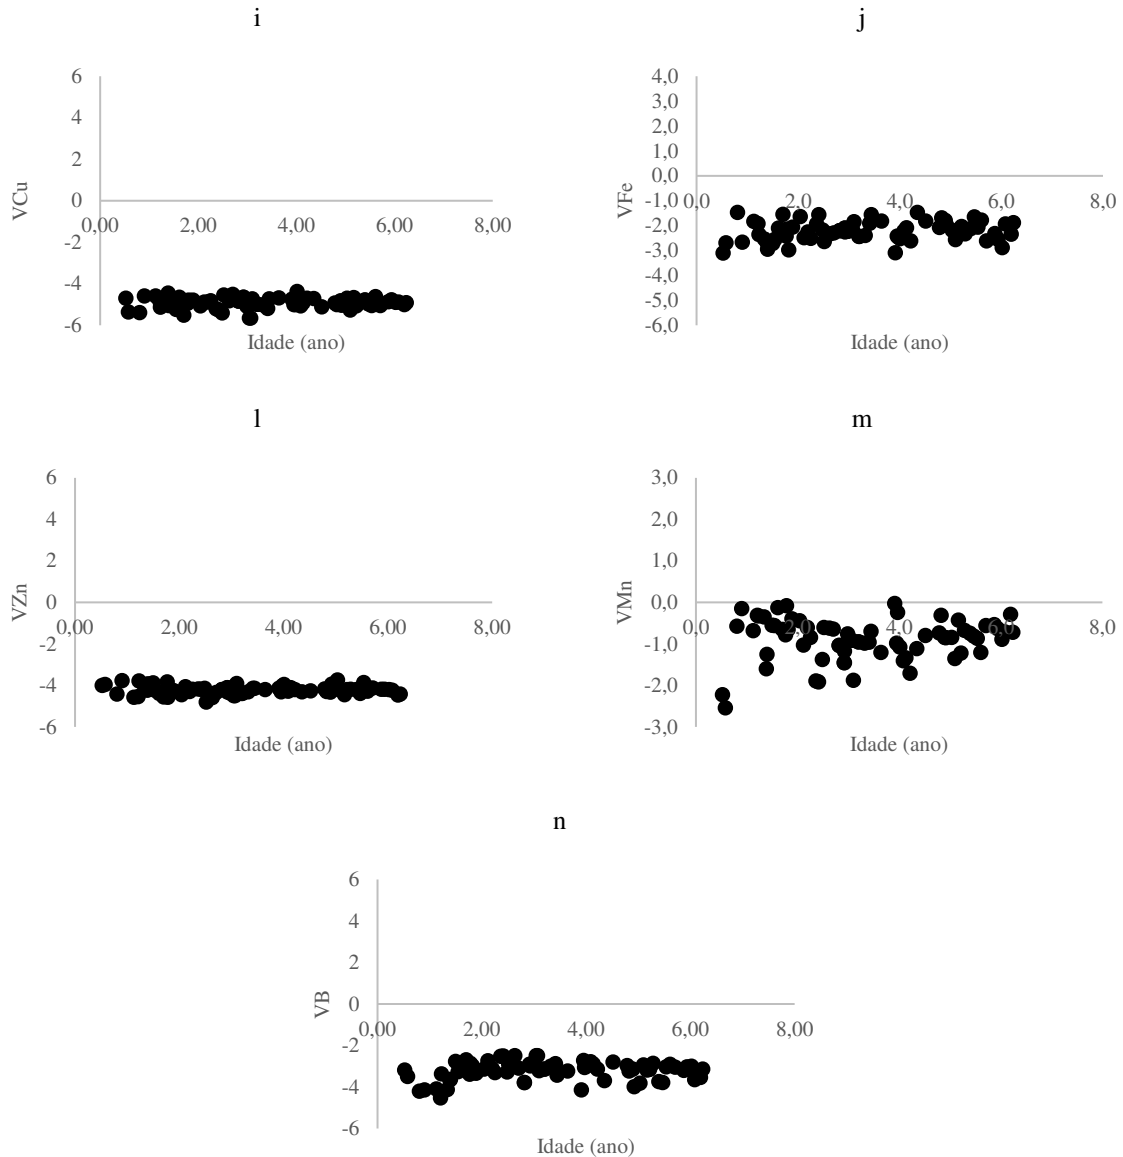 i
6
4
2
0
-2
-4
-6
0,00 2,00 4,00 6,00 8,00
VCu
Idade (ano)
j
4,0
3,0
2,0
1,0
0,0
-1,0
-2,0
-3,0
-4,0
-5,0
-6,0
0,0 2,0 4,0 6,0 8,0
VFe
Idade (ano)
l
6
4
2
0
-2
-4
-6
0,00 2,00 4,00 6,00 8,00
VZn
Idade (ano)
m
3,0
2,0
1,0
0,0
-1,0
-2,0
-3,0
0,0 2,0 4,0 6,0 8,0
VMn
Idade (ano)
n
6
4
2
0
-2
-4
-6
0,00 2,00 4,00 6,00 8,00
VB
Idade (ano)